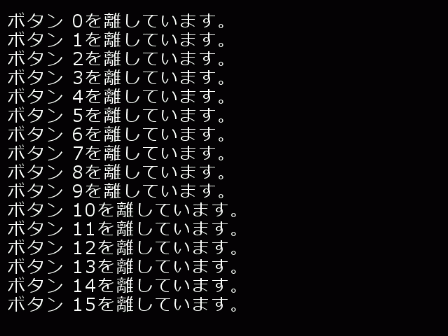 ボタン 0を離しています。
ボタン 1を離しています。
ボタン 2を離しています。
ボタン 3を離しています。
ボタン 4を離しています。
ボタン 5を離しています。
ボタン 6を離しています。
ボタン 7を離しています。
ボタン 8を離しています。
ボタン 9を離しています。
ボタン 10を離しています。
ボタン 11を離しています。
ボタン 12を離しています。
ボタン 13を離しています。
ボタン 14を離しています。
ボタン 15を離しています。